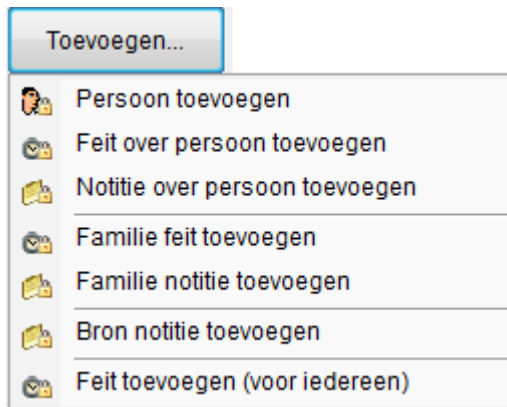 Toevoegen...
Persoon toevoegen
Feit over persoon toevoegen
Notitie over persoon toevoegen
Familie feit toevoegen
Familie notitie toevoegen
Bron notitie toevoegen
Feit toevoegen (voor iedereen)